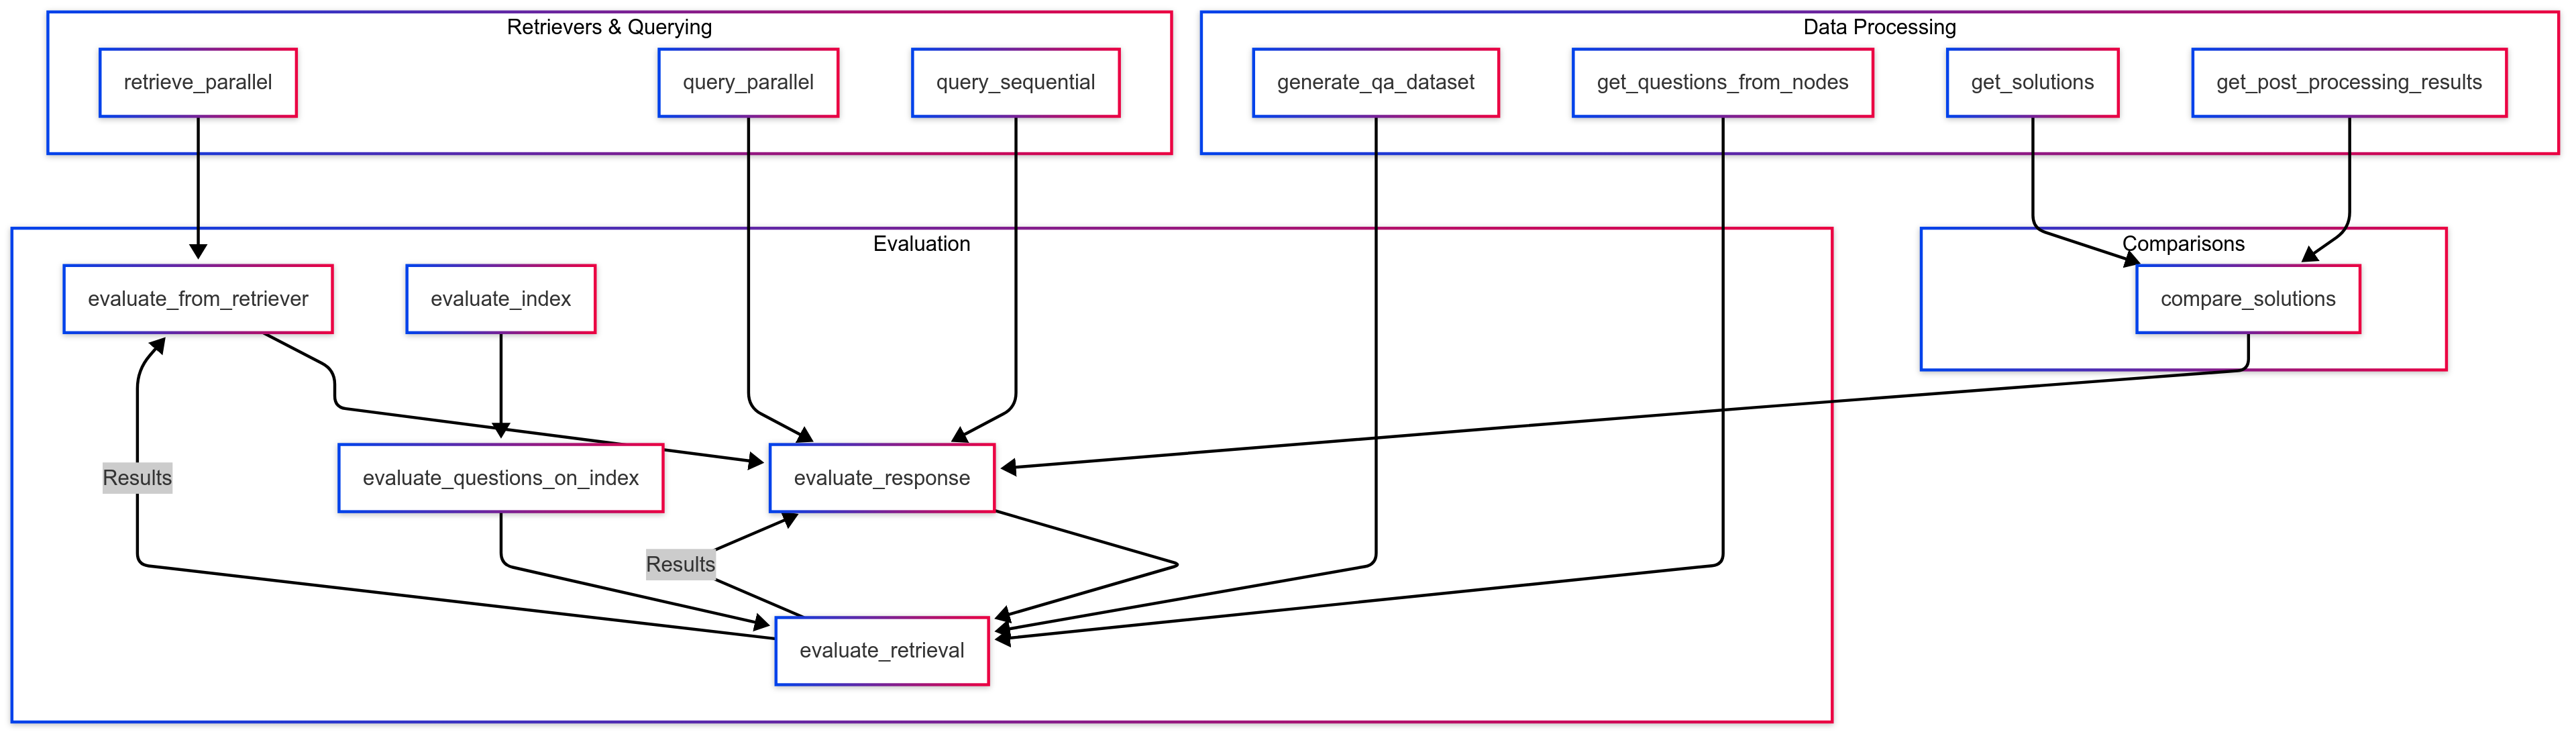 Retrievers & Querying
retrieve_parallel
query_parallel
query_sequential
Data Processing
generate_qa_dataset
get_questions_from_nodes
get_solutions
get_post_processing_results
Evaluation
evaluate_from_retriever
evaluate_index
Comparisons
compare_solutions
Results
evaluate_questions_on_index
evaluate_response
Results
evaluate_retrieval